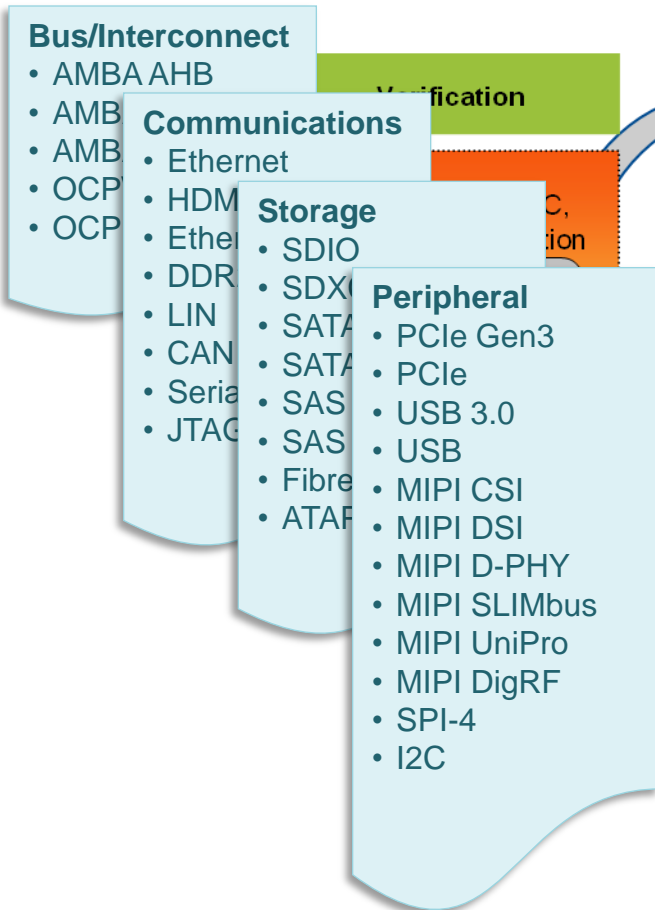 Bus/Interconnect
• AMBA AHB
• AMB
• AMB
• OCP
• OCP
Verification
Communications
• Ethernet
• HDM
• Ether
• DDR
• LIN
• CAN
• Seria
• JTAG
C,
tion
Storage
• SDIO
• SDX
• SATA
• SATA
• SAS
• SAS
• Fibre
• ATAP
Peripheral
• PCIe Gen3
• PCIe
• USB 3.0
• USB
• MIPI CSI
• MIPI DSI
• MIPI D-PHY
• MIPI SLIMbus
• MIPI UniPro
• MIPI DigRF
• SPI-4
• I2C